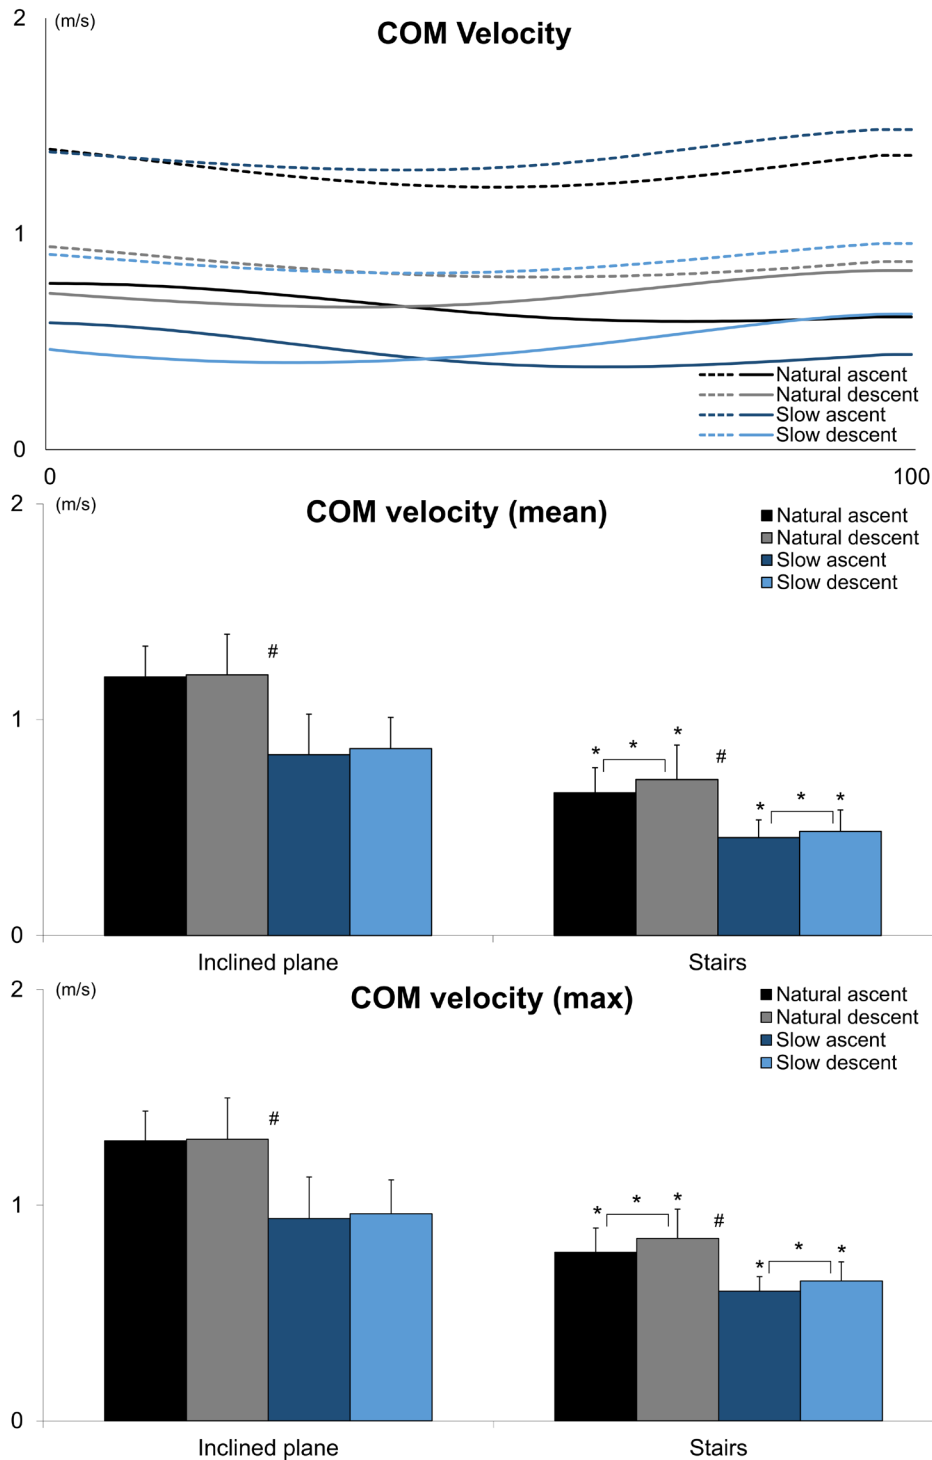 2 (m/s)
COM Velocity
1
Natural ascent
Natural descent
Slow ascent
Slow descent
0
0 100
2 (m/s)
COM velocity (mean)
Natural ascent
Natural descent
Slow ascent
Slow descent
#
1
* * * #
* * *
0
Inclined plane Stairs
2 (m/s)
COM velocity (max)
Natural ascent
Natural descent
Slow ascent
Slow descent
#
1
* * * #
* * *
0
Inclined plane Stairs